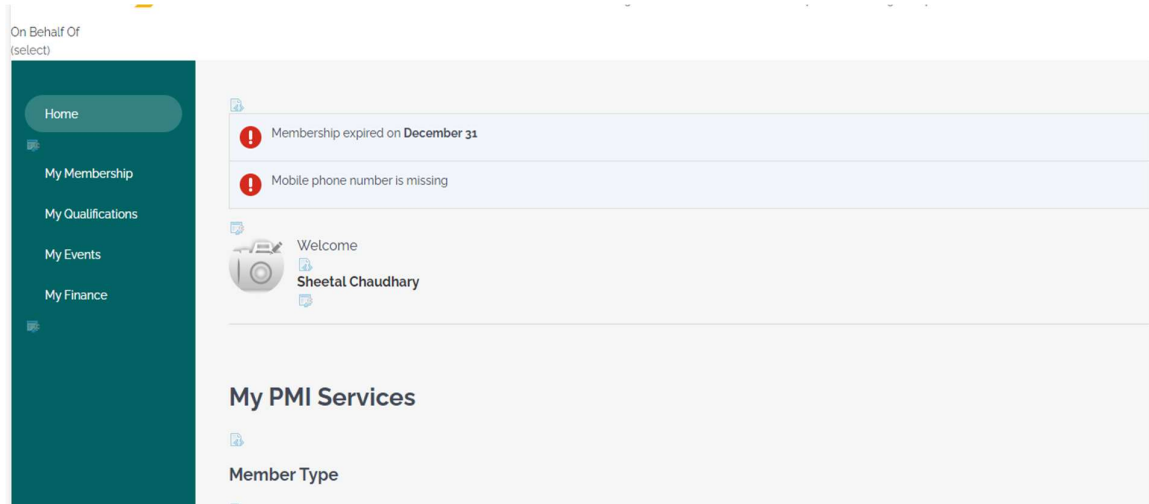 On Behalf Of
(select)
Home
My Membership
My Qualifications
My Events
My Finance
Membership expired on December 31
Mobile phone number is missing
Welcome
Sheetal Chaudhary
My PMI Services
Member Type